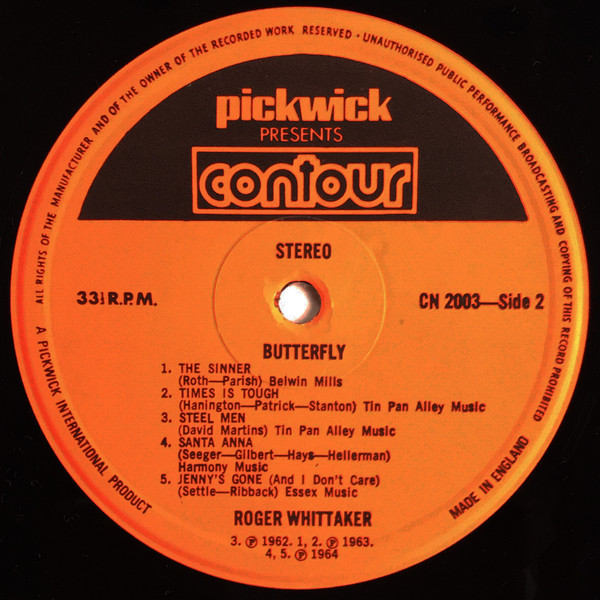 ALL RIGHTS OF THE MANUFACTURER AND OF THE OWNER OF THE RECORDED WORK RESERVED · UNAUTHORISED PUBLIC PERFORMANCE BROADCASTING AND COPYING OF THIS RECORD PROHIBITED
pickwick
PRESENTS
contour
STEREO
33⅓ R.P.M.
CN 2003—Side 2
BUTTERFLY
1. THE SINNER
(Roth—Parish) Belwin Mills
2. TIMES IS TOUGH
(Hanington—Patrick—Stanton) Tin Pan Alley Music
3. STEEL MEN
(David Martins) Tin Pan Alley Music
4. SANTA ANNA
(Seeger—Gilbert—Hays—Hellerman)
Harmony Music
5. JENNY'S GONE (And I Don't Care)
(Settle—Ribback) Essex Music
ROGER WHITTAKER
3. ℗ 1962. 1, 2. ℗ 1963.
4, 5. ℗ 1964
A PICKWICK INTERNATIONAL PRODUCT
MADE IN ENGLAND